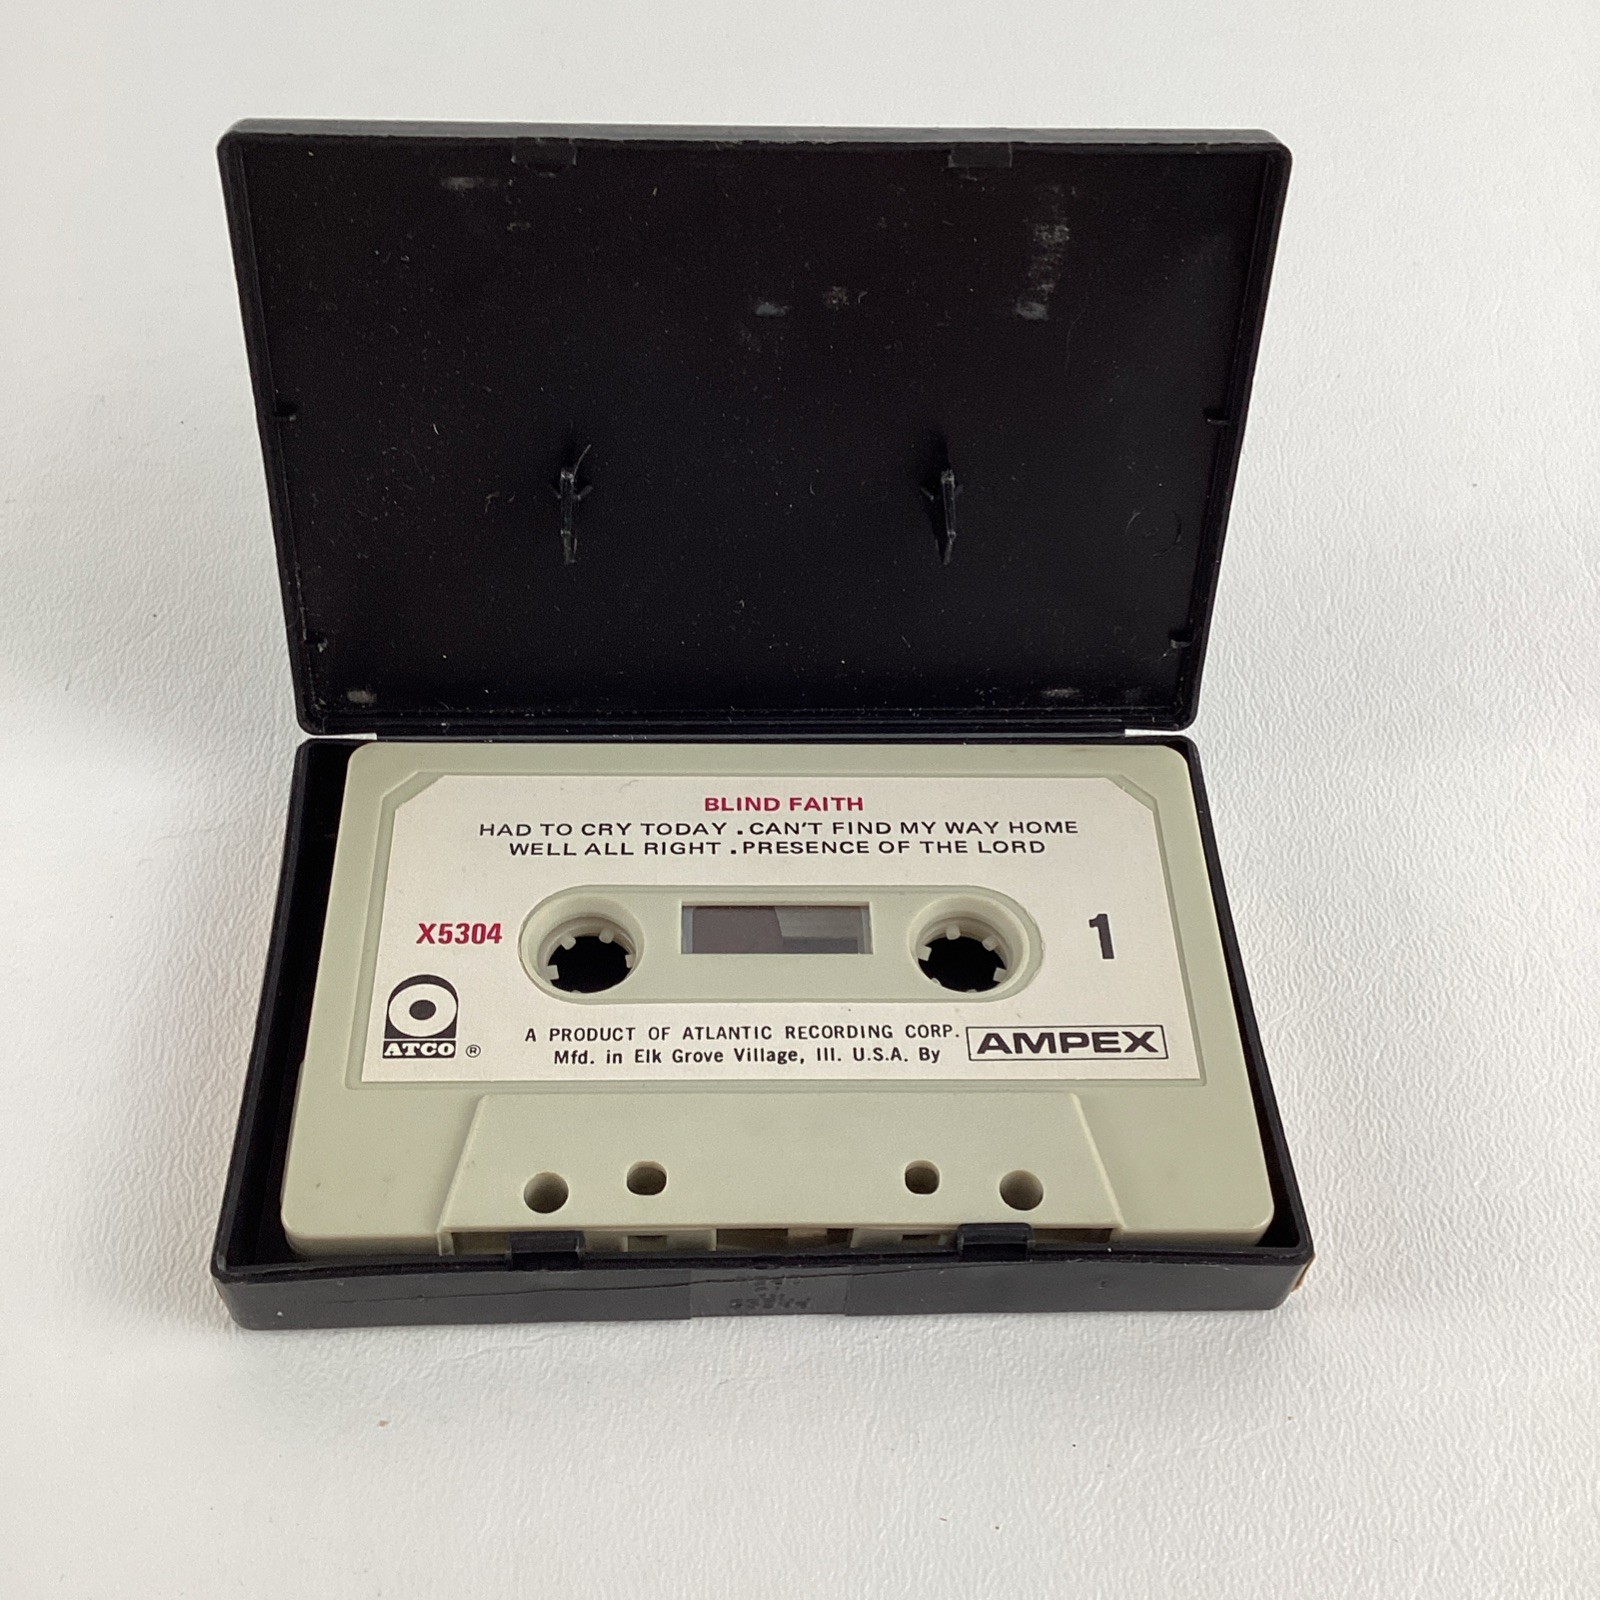 BLIND FAITH
HAD TO CRY TODAY . CAN'T FIND MY WAY HOME
WELL ALL RIGHT . PRESENCE OF THE LORD
X5304
1
ATCO ®
A PRODUCT OF ATLANTIC RECORDING CORP.
Mfd. in Elk Grove Village, Ill. U.S.A. By
AMPEX